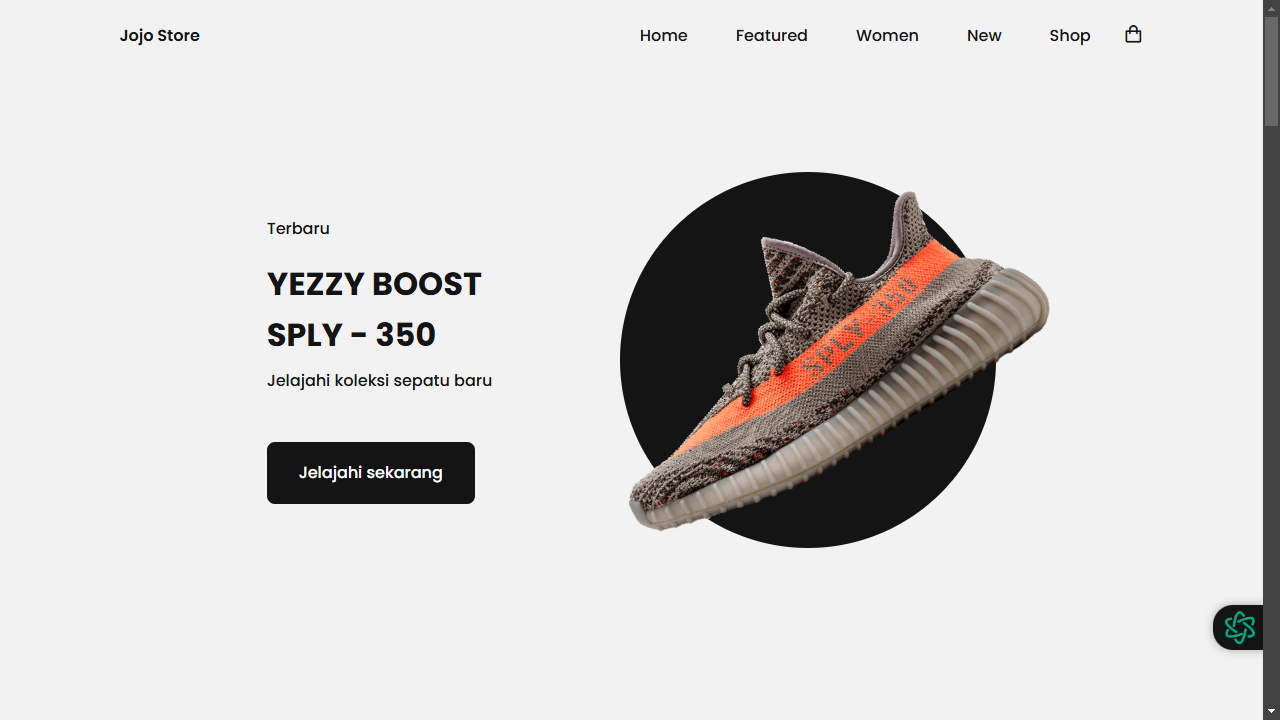 Jojo Store
Home
Featured
Women
New
Shop
Terbaru
YEZZY BOOST
SPLY - 350
Jelajahi koleksi sepatu baru
Jelajahi sekarang
SPLY-350